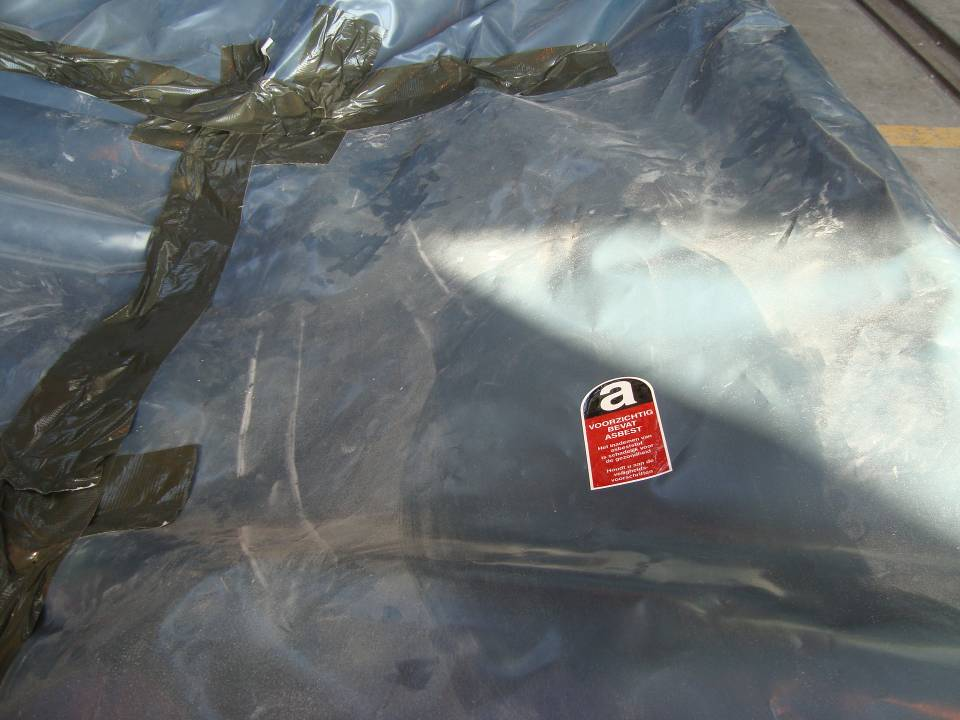 a
VOORZICHTIG
BEVAT
ASBEST
Het inademen van
asbeststof
is schadelijk voor
de gezondheid
Houdt u aan de
veiligheids-
voorschriften